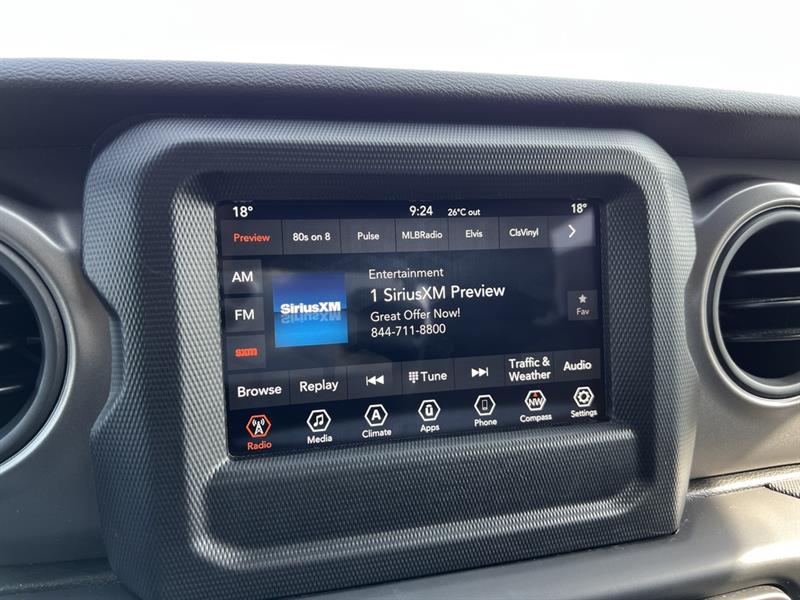 18° 9:24 26°C out 18°
Preview 80s on 8 Pulse MLBRadio Elvis ClsVinyl
AM
FM
sxm
SiriusXM
Entertainment
1 SiriusXM Preview
Great Offer Now!
844-711-8800
Fav
Browse Replay Tune Traffic & Weather Audio
A NW
Radio Media Climate Apps Phone Compass Settings